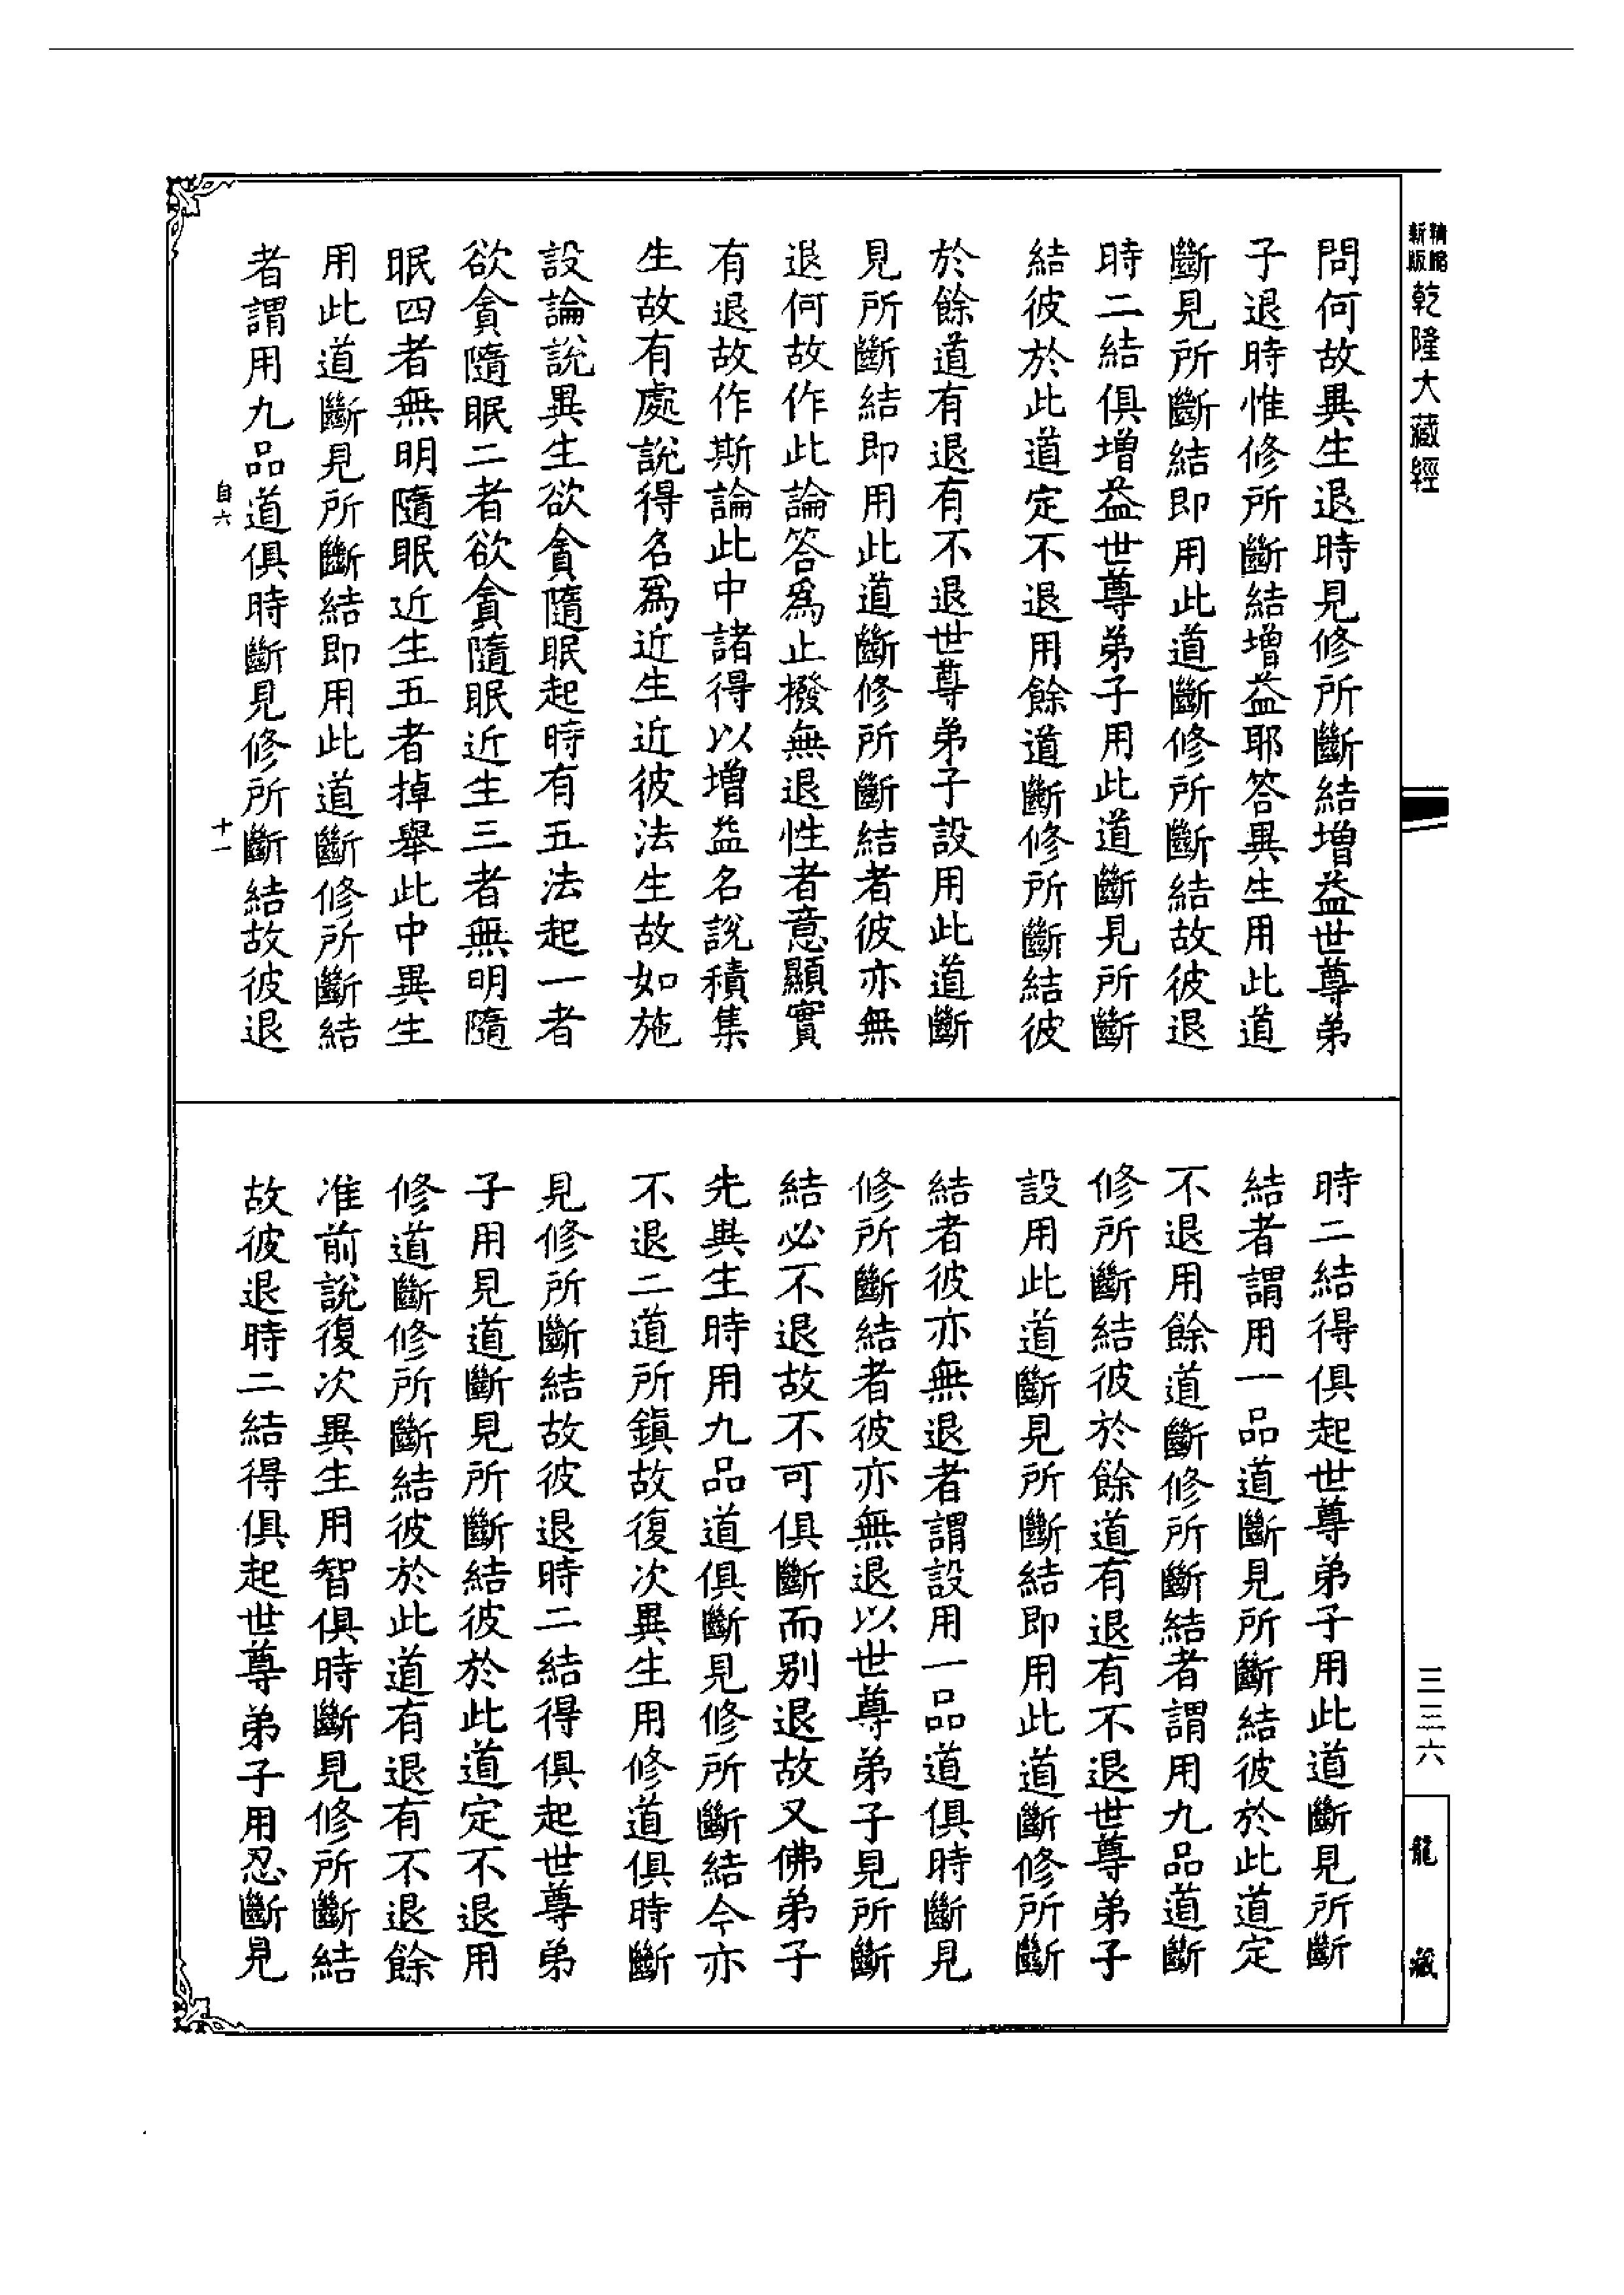 精縮
新版
乾隆大藏經
三三六
龍藏
問何故異生退時見修所斷結增益世尊弟
子退時惟修所斷結增益耶答異生用此道
斷見所斷結即用此道斷修所斷結故彼退
時二結俱增益世尊弟子用此道斷見所斷
結彼於此道定不退用餘道斷修所斷結彼
於餘道有退有不退世尊弟子設用此道斷
見所斷結即用此道斷修所斷結者彼亦無
退何故作此論答為止撥無退性者意顯實
有退故作斯論此中諸得以增益名說積集
生故有處說得名為近生近彼法生故如施
設論說異生欲貪隨眠起時有五法起一者
欲貪隨眠二者欲貪隨眠近生三者無明隨
眠四者無明隨眠近生五者掉舉此中異生
用此道斷見所斷結即用此道斷修所斷結
者謂用九品道俱時斷見修所斷結故彼退
自六
十一
時二結得俱起世尊弟子用此道斷見所斷
結者謂用一品道斷見所斷結彼於此道定
不退用餘道斷修所斷結者謂用九品道斷
修所斷結彼於餘道有退有不退世尊弟子
設用此道斷見所斷結即用此道斷修所斷
結者彼亦無退者謂設用一品道俱時斷見
修所斷結者彼亦無退以世尊弟子見所斷
結必不退故不可俱斷而別退故又佛弟子
先異生時用九品道俱斷見修所斷結今亦
不退二道所鎮故復次異生用修道俱時斷
見修所斷結故彼退時二結得俱起世尊弟
子用見道斷見所斷結彼於此道定不退用
修道斷修所斷結彼於此道有退有不退餘
准前說復次異生用智俱時斷見修所斷結
故彼退時二結得俱起世尊弟子用忍斷見